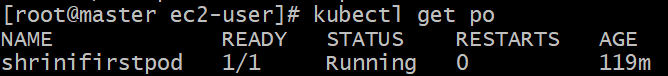 [root@master ec2-user]# kubectl get po
NAME READY STATUS RESTARTS AGE
shrinifirstpod 1/1 Running 0 119m